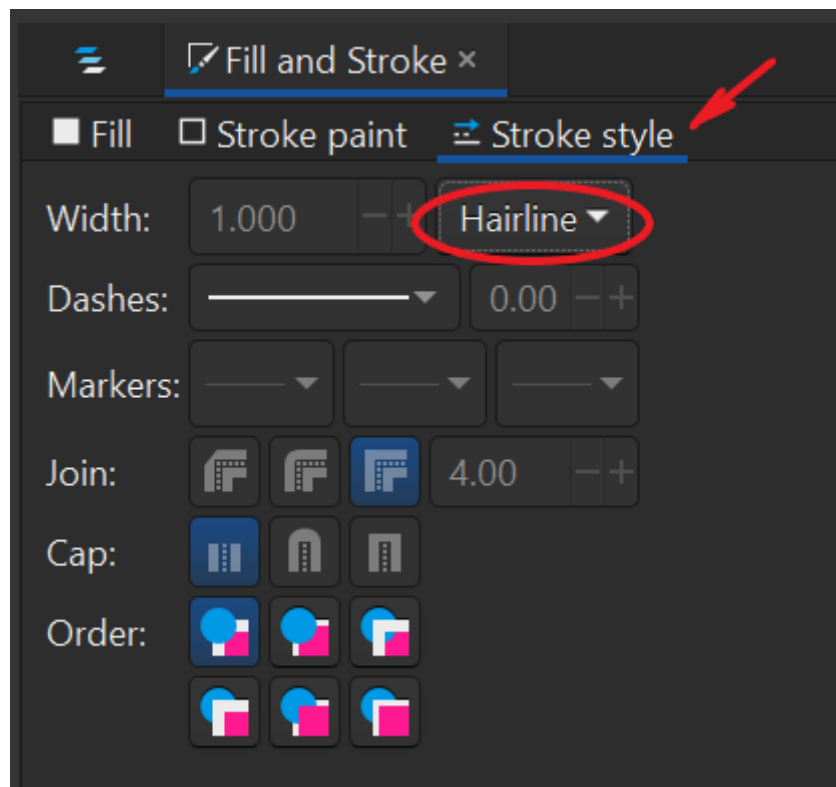 Fill and Stroke ×
Fill Stroke paint Stroke style
Width: 1.000 − + Hairline
Dashes: 0.00 − +
Markers:
Join: 4.00 − +
Cap:
Order: